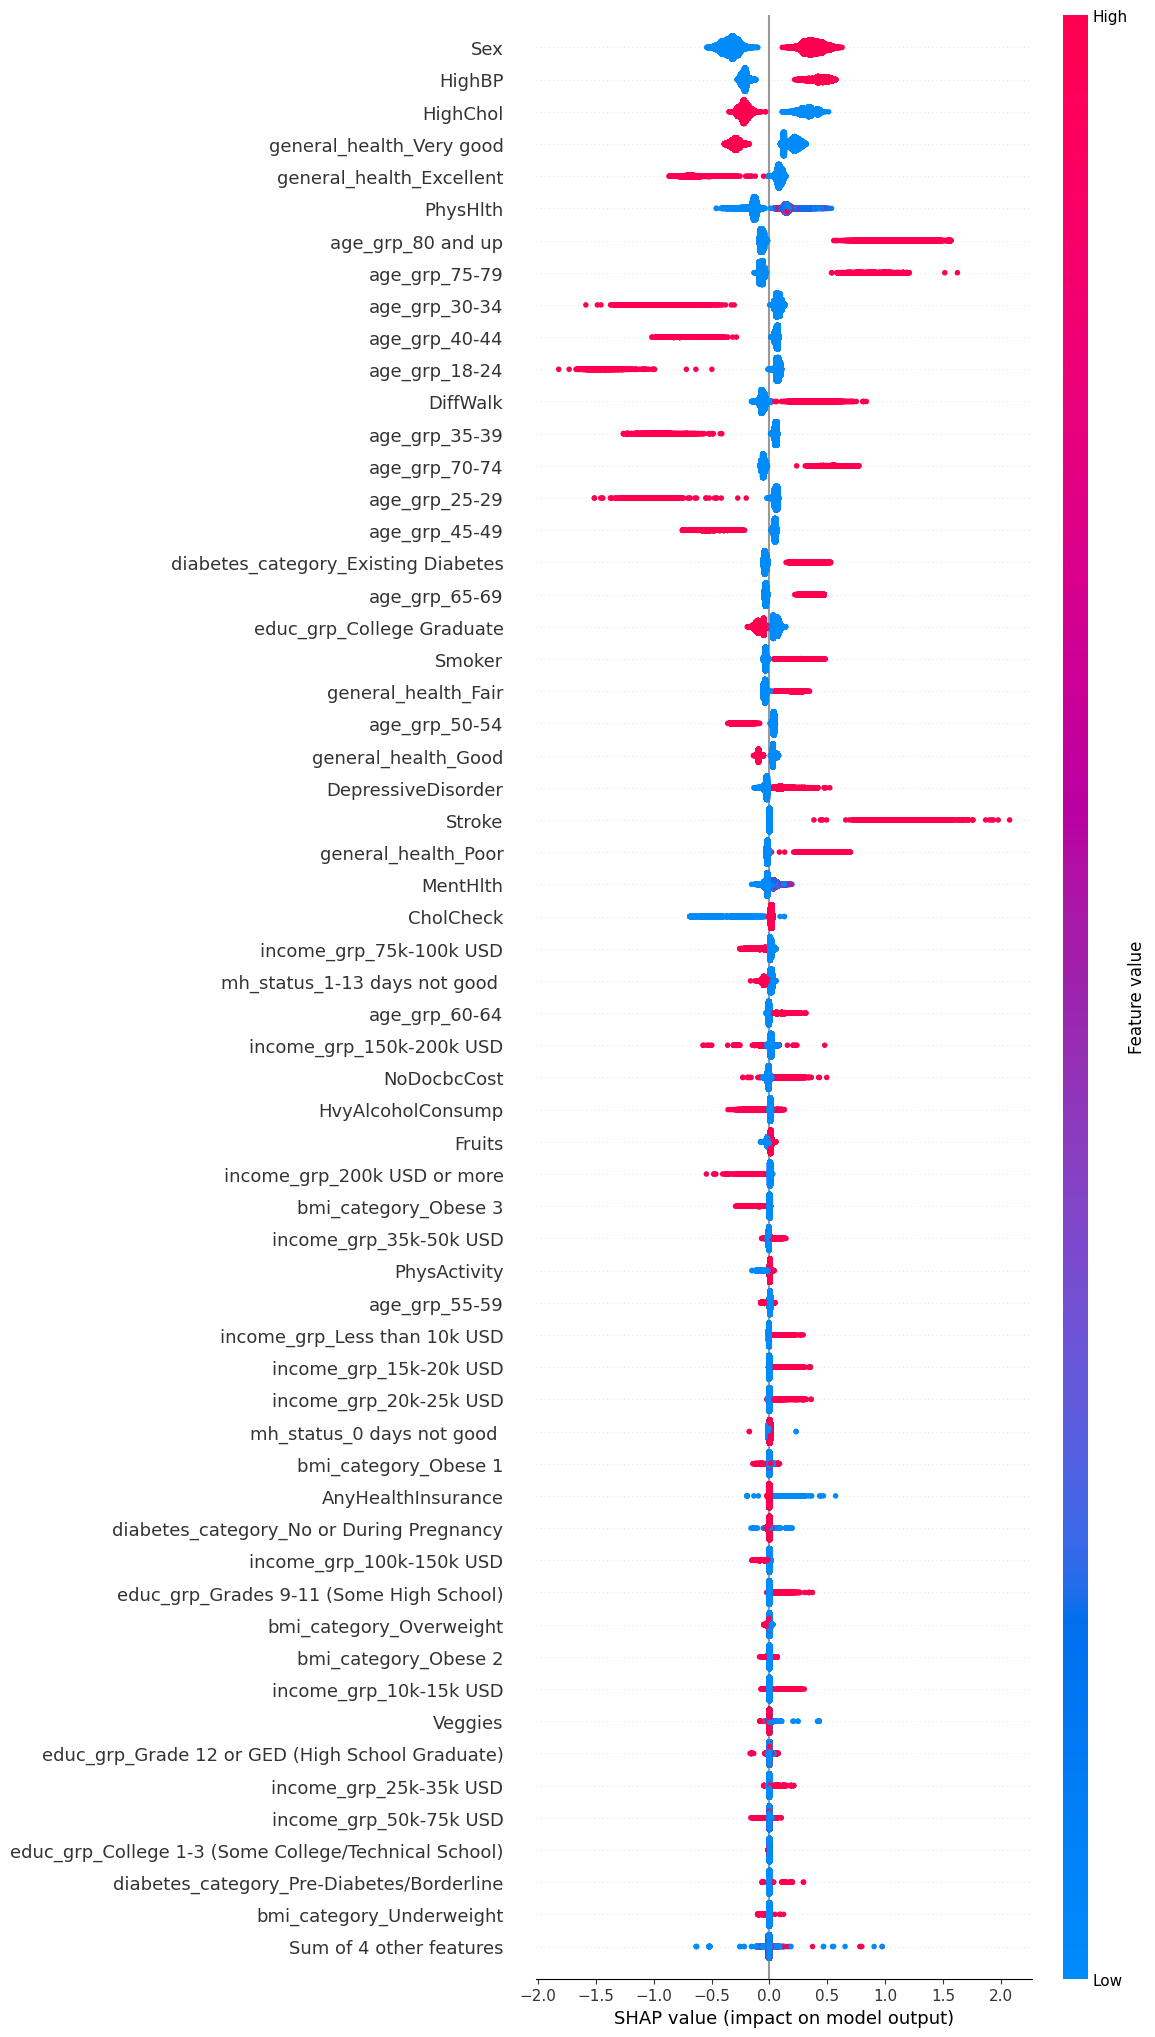 High
Sex
HighBP
HighChol
general_health_Very good
general_health_Excellent
PhysHlth
age_grp_80 and up
age_grp_75-79
age_grp_30-34
age_grp_40-44
age_grp_18-24
DiffWalk
age_grp_35-39
age_grp_70-74
age_grp_25-29
age_grp_45-49
diabetes_category_Existing Diabetes
age_grp_65-69
educ_grp_College Graduate
Smoker
general_health_Fair
age_grp_50-54
general_health_Good
DepressiveDisorder
Stroke
general_health_Poor
MentHlth
CholCheck
income_grp_75k-100k USD
mh_status_1-13 days not good
age_grp_60-64
income_grp_150k-200k USD
NoDocbcCost
HvyAlcoholConsump
Fruits
income_grp_200k USD or more
bmi_category_Obese 3
income_grp_35k-50k USD
PhysActivity
age_grp_55-59
income_grp_Less than 10k USD
income_grp_15k-20k USD
income_grp_20k-25k USD
mh_status_0 days not good
bmi_category_Obese 1
AnyHealthInsurance
diabetes_category_No or During Pregnancy
income_grp_100k-150k USD
educ_grp_Grades 9-11 (Some High School)
bmi_category_Overweight
bmi_category_Obese 2
income_grp_10k-15k USD
Veggies
educ_grp_Grade 12 or GED (High School Graduate)
income_grp_25k-35k USD
income_grp_50k-75k USD
educ_grp_College 1-3 (Some College/Technical School)
diabetes_category_Pre-Diabetes/Borderline
bmi_category_Underweight
Sum of 4 other features
−2.0 −1.5 −1.0 −0.5 0.0 0.5 1.0 1.5 2.0
SHAP value (impact on model output)
Feature value
Low